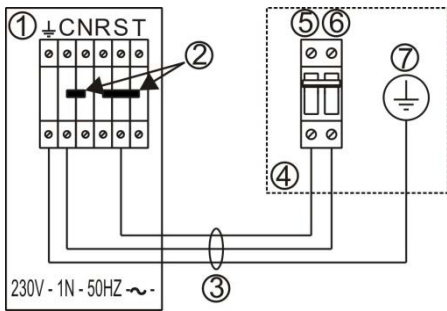 ① ⏚CNRST
②
⑤⑥
⑦
④
③
230V - 1N - 50HZ ~ -